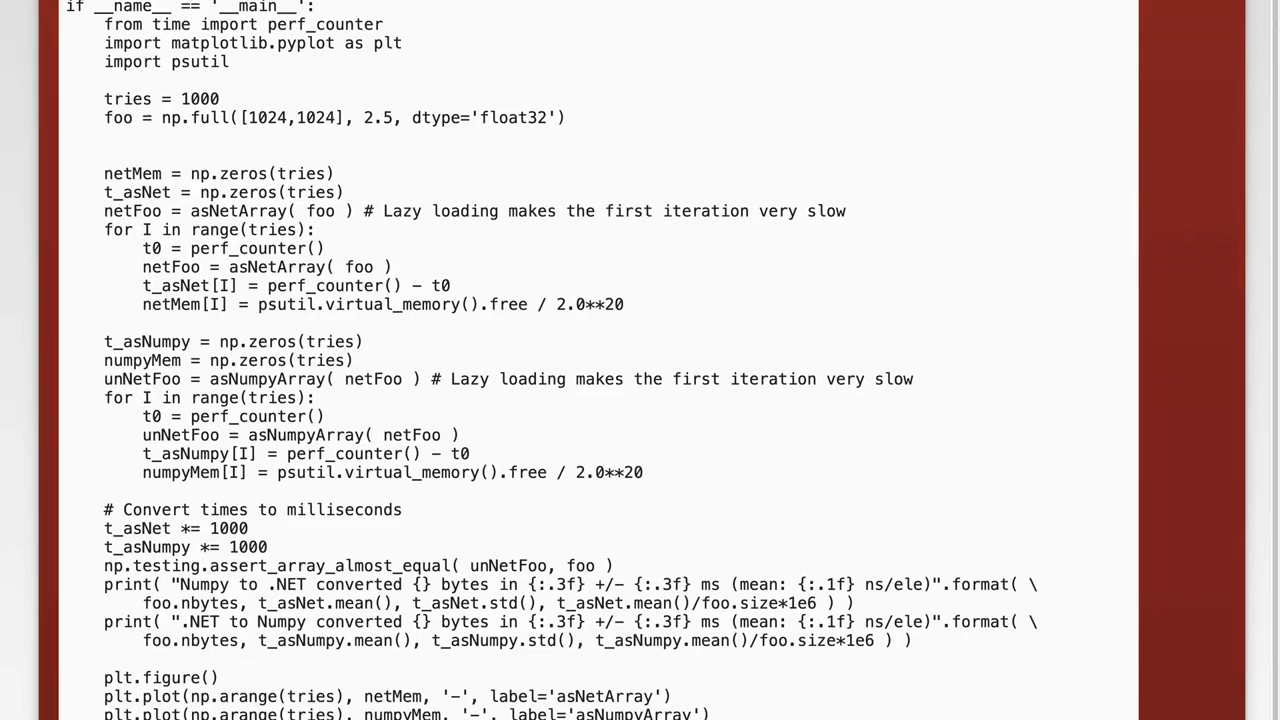 if __name__ == '__main__':
from time import perf_counter
import matplotlib.pyplot as plt
import psutil
tries = 1000
foo = np.full([1024,1024], 2.5, dtype='float32')
netMem = np.zeros(tries)
t_asNet = np.zeros(tries)
netFoo = asNetArray( foo ) # Lazy loading makes the first iteration very slow
for I in range(tries):
t0 = perf_counter()
netFoo = asNetArray( foo )
t_asNet[I] = perf_counter() - t0
netMem[I] = psutil.virtual_memory().free / 2.0**20
t_asNumpy = np.zeros(tries)
numpyMem = np.zeros(tries)
unNetFoo = asNumpyArray( netFoo ) # Lazy loading makes the first iteration very slow
for I in range(tries):
t0 = perf_counter()
unNetFoo = asNumpyArray( netFoo )
t_asNumpy[I] = perf_counter() - t0
numpyMem[I] = psutil.virtual_memory().free / 2.0**20
# Convert times to milliseconds
t_asNet *= 1000
t_asNumpy *= 1000
np.testing.assert_array_almost_equal( unNetFoo, foo )
print( "Numpy to .NET converted {} bytes in {:.3f} +/- {:.3f} ms (mean: {:.1f} ns/ele)".format( \
foo.nbytes, t_asNet.mean(), t_asNet.std(), t_asNet.mean()/foo.size*1e6 ) )
print( ".NET to Numpy converted {} bytes in {:.3f} +/- {:.3f} ms (mean: {:.1f} ns/ele)".format( \
foo.nbytes, t_asNumpy.mean(), t_asNumpy.std(), t_asNumpy.mean()/foo.size*1e6 ) )
plt.figure()
plt.plot(np.arange(tries), netMem, '-', label='asNetArray')
plt.plot(np.arange(tries), numpyMem, '-', label='asNumpyArray')